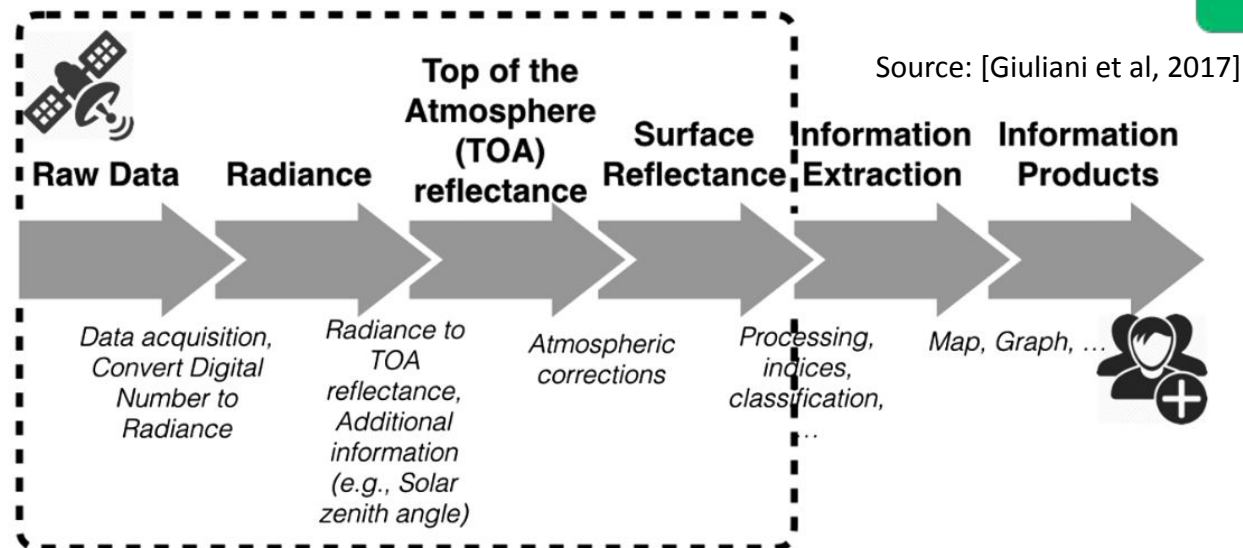 Source: [Giuliani et al, 2017]
Raw Data
Radiance
Top of the
Atmosphere
(TOA)
reflectance
Surface
Reflectance
Information
Extraction
Information
Products
Data acquisition,
Convert Digital
Number to
Radiance
Radiance to
TOA
reflectance,
Additional
information
(e.g., Solar
zenith angle)
Atmospheric
corrections
Processing,
indices,
classification,
...
Map, Graph, ...